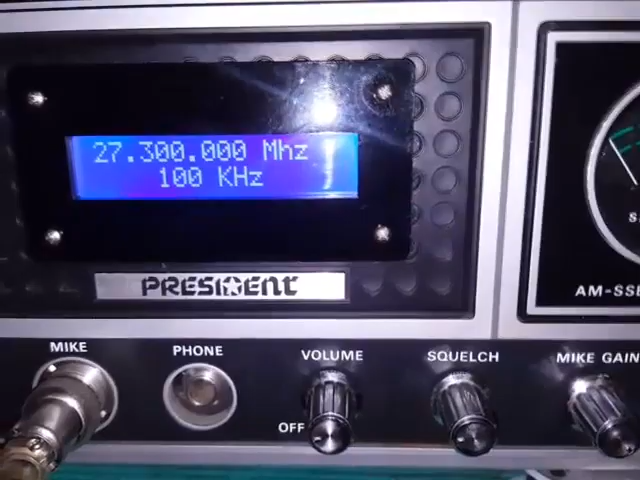 27.300.000 Mhz
100 KHz
PRESIDENT
AM-SSB
MIKE
PHONE
VOLUME
SQUELCH
MIKE GAIN
OFF